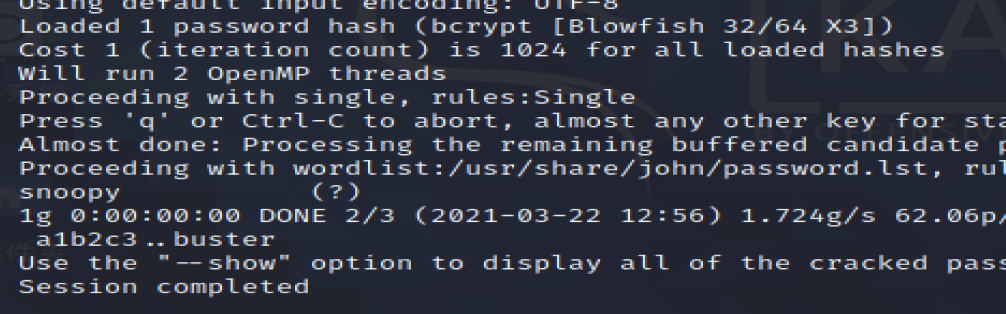 Using default input encoding: UTF-8
Loaded 1 password hash (bcrypt [Blowfish 32/64 X3])
Cost 1 (iteration count) is 1024 for all loaded hashes
Will run 2 OpenMP threads
Proceeding with single, rules:Single
Press 'q' or Ctrl-C to abort, almost any other key for sta
Almost done: Processing the remaining buffered candidate p
Proceeding with wordlist:/usr/share/john/password.lst, rul
snoopy (?)
1g 0:00:00:00 DONE 2/3 (2021-03-22 12:56) 1.724g/s 62.06p/
a1b2c3..buster
Use the "--show" option to display all of the cracked pass
Session completed